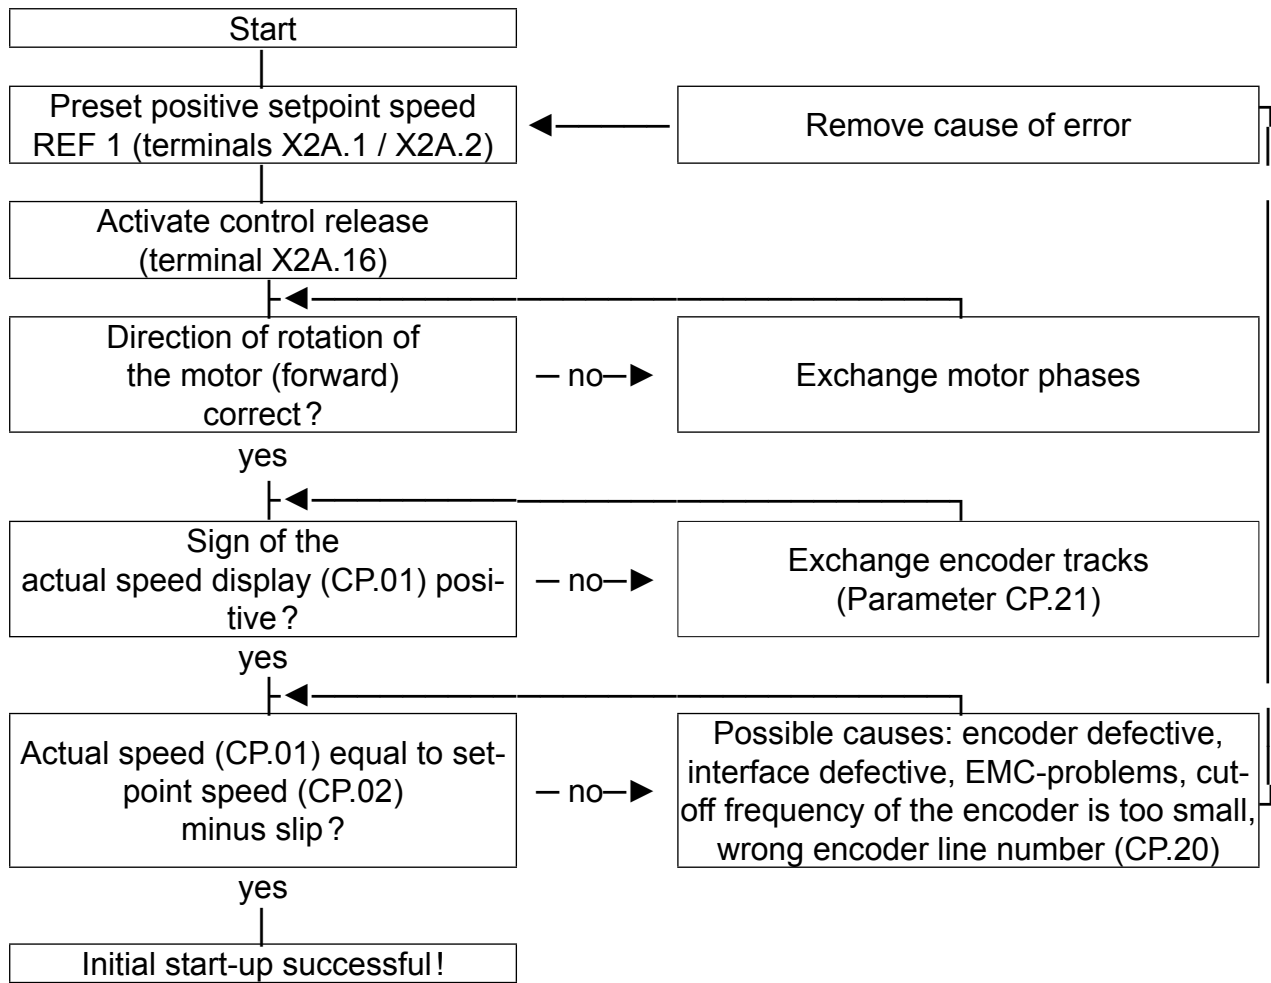 Start
Preset positive setpoint speed
REF 1 (terminals X2A.1 / X2A.2)
Remove cause of error
Activate control release
(terminal X2A.16)
Direction of rotation of
the motor (forward)
correct?
no
Exchange motor phases
yes
Sign of the
actual speed display (CP.01) posi-
tive?
no
Exchange encoder tracks
(Parameter CP.21)
yes
Actual speed (CP.01) equal to set-
point speed (CP.02)
minus slip?
no
Possible causes: encoder defective,
interface defective, EMC-problems, cut-
off frequency of the encoder is too small,
wrong encoder line number (CP.20)
yes
Initial start-up successful!